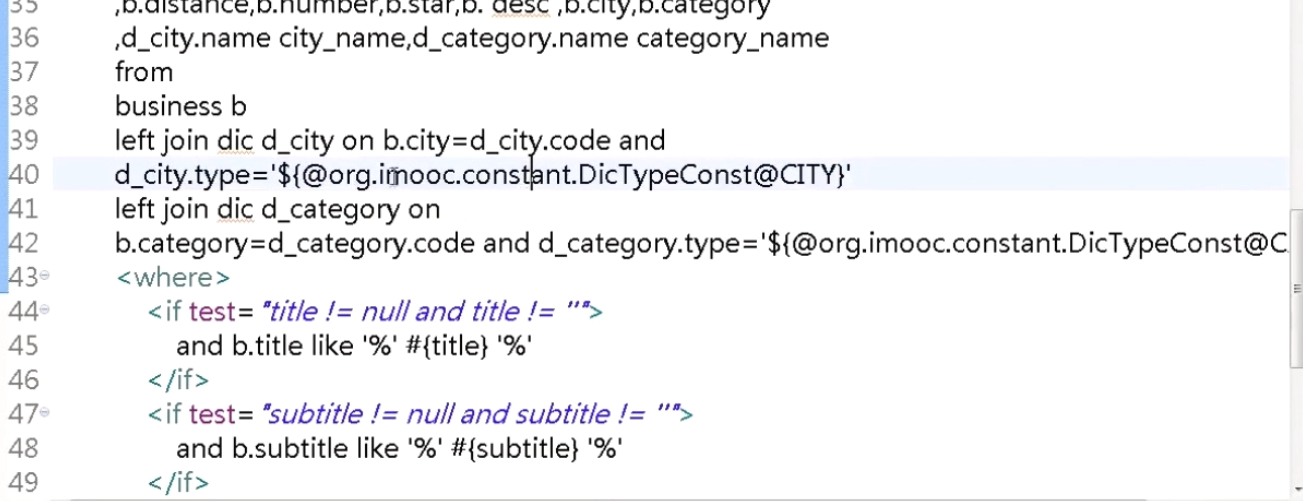 35 ,b.distance,b.number,b.star,b. desc ,b.city,b.category
36 ,d_city.name city_name,d_category.name category_name
37 from
38 business b
39 left join dic d_city on b.city=d_city.code and
40 d_city.type='${@org.imooc.constant.DicTypeConst@CITY}'
41 left join dic d_category on
42 b.category=d_category.code and d_category.type='${@org.imooc.constant.DicTypeConst@C
43 <where>
44 <if test= "title != null and title != ''">
45 and b.title like '%' #{title} '%'
46 </if>
47 <if test= "subtitle != null and subtitle != ''">
48 and b.subtitle like '%' #{subtitle} '%'
49 </if>